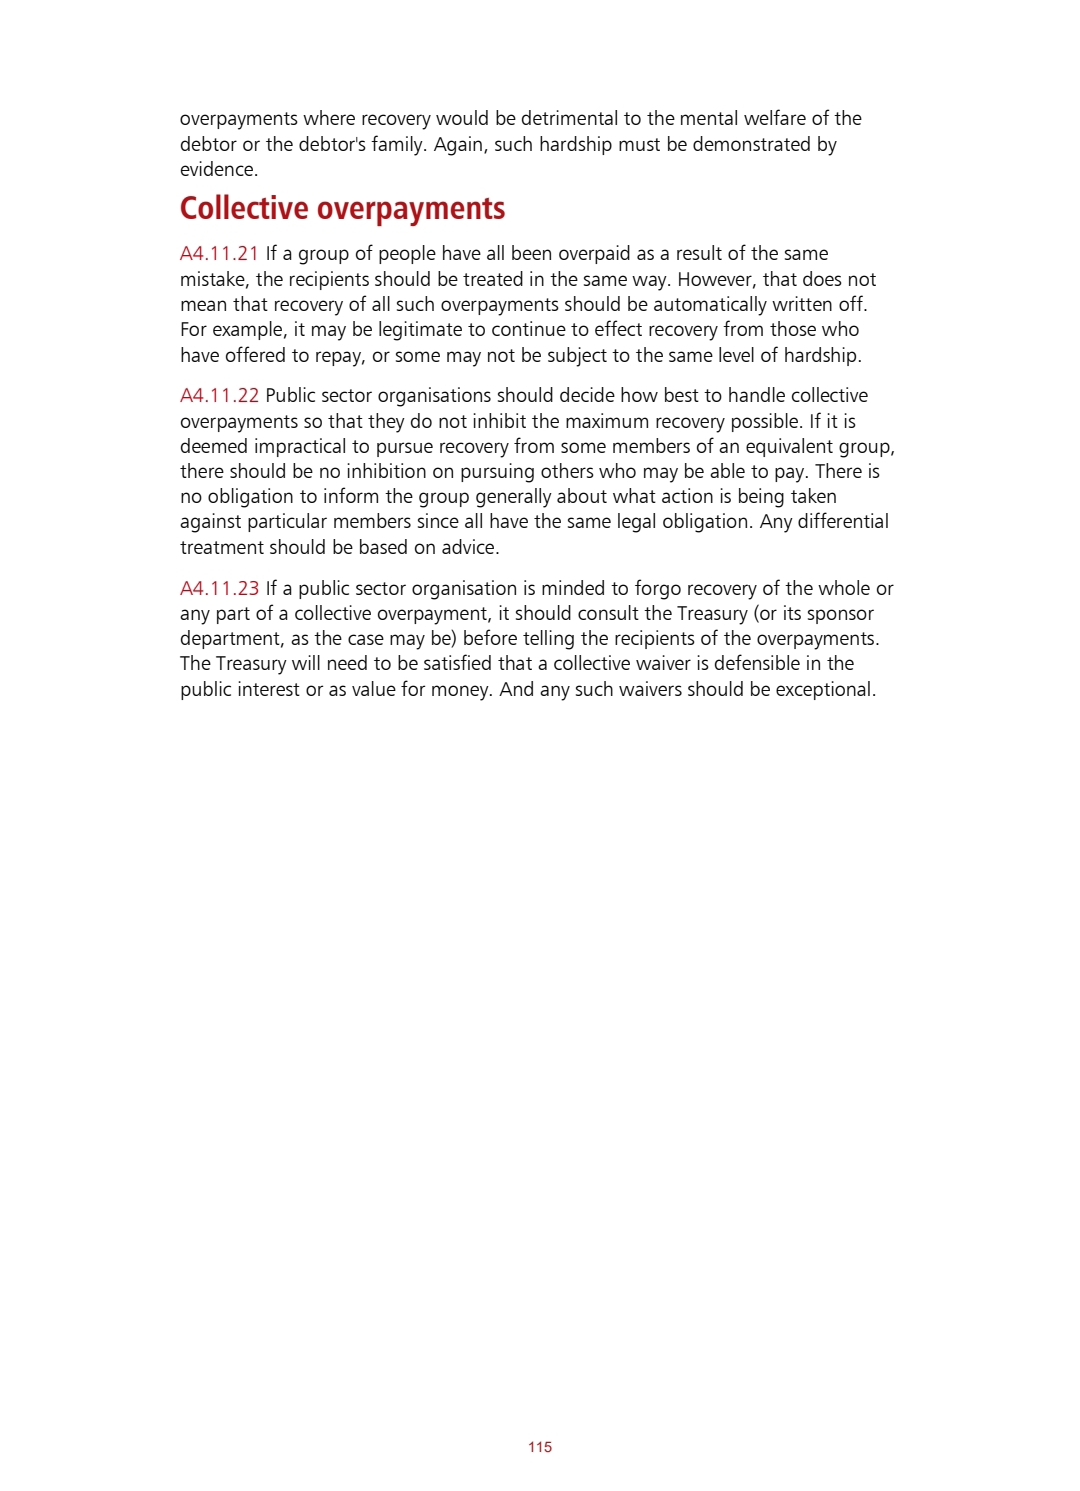 overpayments where recovery would be detrimental to the mental welfare of the
debtor or the debtor's family. Again, such hardship must be demonstrated by
evidence.
Collective overpayments
A4.11.21 If a group of people have all been overpaid as a result of the same
mistake, the recipients should be treated in the same way. However, that does not
mean that recovery of all such overpayments should be automatically written off.
For example, it may be legitimate to continue to effect recovery from those who
have offered to repay, or some may not be subject to the same level of hardship.
A4.11.22 Public sector organisations should decide how best to handle collective
overpayments so that they do not inhibit the maximum recovery possible. If it is
deemed impractical to pursue recovery from some members of an equivalent group,
there should be no inhibition on pursuing others who may be able to pay. There is
no obligation to inform the group generally about what action is being taken
against particular members since all have the same legal obligation. Any differential
treatment should be based on advice.
A4.11.23 If a public sector organisation is minded to forgo recovery of the whole or
any part of a collective overpayment, it should consult the Treasury (or its sponsor
department, as the case may be) before telling the recipients of the overpayments.
The Treasury will need to be satisfied that a collective waiver is defensible in the
public interest or as value for money. And any such waivers should be exceptional.
115